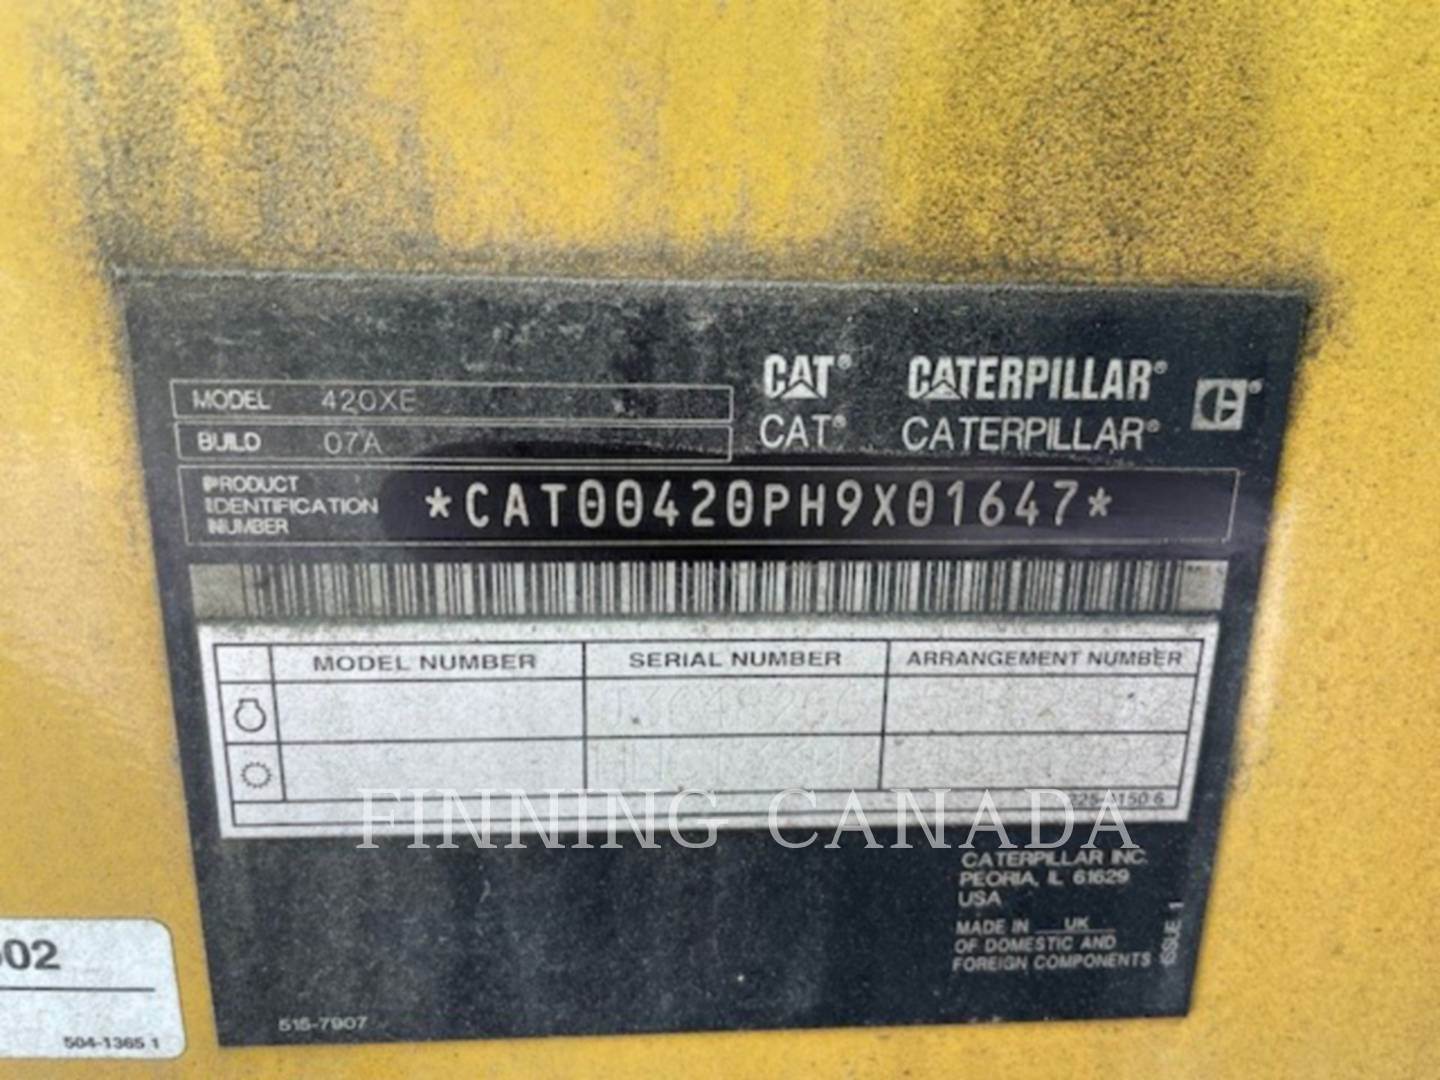 CAT® CATERPILLAR®
CAT® CATERPILLAR®
MODEL 420XE
BUILD 07A
PRODUCT
IDENTIFICATION
NUMBER
*CAT00420PH9X01647*
MODEL NUMBER SERIAL NUMBER ARRANGEMENT NUMBER
FINNING CANADA
CATERPILLAR INC.
PEORIA, IL 61629
USA
MADE IN UK
OF DOMESTIC AND
FOREIGN COMPONENTS
ISSUE 1
515-7907
02
504-1365 1